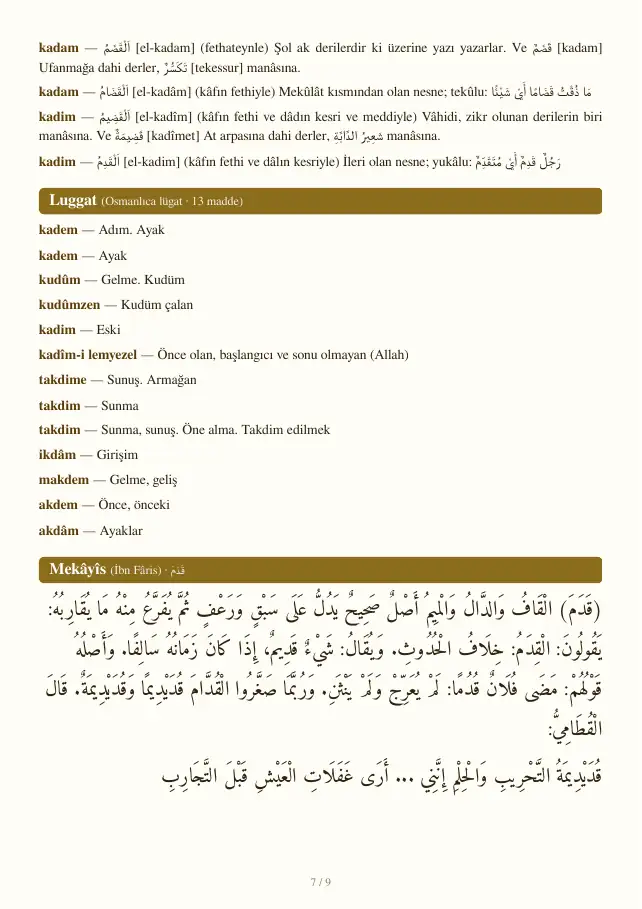 kadam — اَلْقَضَمُ [el-kadam] (fethateynle) Şol ak derilerdir ki üzerine yazı yazarlar. Ve قَضَمٌ [kadam]
Ufanmağa dahi derler, تَكَسُّرٌ [tekessur] manâsına.
kadam — اَلْقَضَامُ [el-kadâm] (kâfın fethiyle) Mekûlât kısmından olan nesne; tekûlu: مَا ذُقْتُ قَضَامًا أَيْ شَيْئًا
kadim — اَلْقَضِيمُ [el-kadîm] (kâfın fethi ve dâdın kesri ve meddiyle) Vâhidi, zikr olunan derilerin biri
manâsına. Ve قَضِيمَةٌ [kadîmet] At arpasına dahi derler, شَعِيرُ الدَّابَّةِ manâsına.
kadim — اَلْقَدِمُ [el-kadim] (kâfın fethi ve dâlın kesriyle) İleri olan nesne; yukâlu: رَجُلٌ قَدِمٌ أَيْ مُتَقَدِّمٌ
Luggat (Osmanlıca lügat · 13 madde)
kadem — Adım. Ayak
kadem — Ayak
kudûm — Gelme. Kudüm
kudûmzen — Kudüm çalan
kadim — Eski
kadîm-i lemyezel — Önce olan, başlangıcı ve sonu olmayan (Allah)
takdime — Sunuş. Armağan
takdim — Sunma
takdim — Sunma, sunuş. Öne alma. Takdim edilmek
ikdâm — Girişim
makdem — Gelme, geliş
akdem — Önce, önceki
akdâm — Ayaklar
Mekâyîs (İbn Fâris) · قَدَمَ
(قَدَمَ) الْقَافُ وَالدَّالُ وَالْمِيمُ أَصْلٌ صَحِيحٌ يَدُلُّ عَلَى سَبْقٍ وَرَعْفٍ ثُمَّ يُفَرَّعُ مِنْهُ مَا يُقَارِبُهُ:
يَقُولُونَ: الْقِدَمُ: خِلَافُ الْحُدُوثِ. وَيُقَالُ: شَيْءٌ قَدِيمٌ، إِذَا كَانَ زَمَانُهُ سَالِفًا. وَأَصْلُهُ
قَوْلُهُمْ: مَضَى فُلَانٌ قُدُمًا: لَمْ يُعَرِّجْ وَلَمْ يَنْثَنِ. وَرُبَّمَا صَغَّرُوا الْقُدَّامَ قُدَيْدِيمًا وَقُدَيْدِيمَةٌ. قَالَ
الْقُطَامِيُّ:
قُدَيْدِيمَةُ التَّجْرِيبِ وَالْحِلْمِ إِنَّنِي ... أَرَى غَفَلَاتِ الْعَيْشِ قَبْلَ التَّجَارِبِ
7 / 9